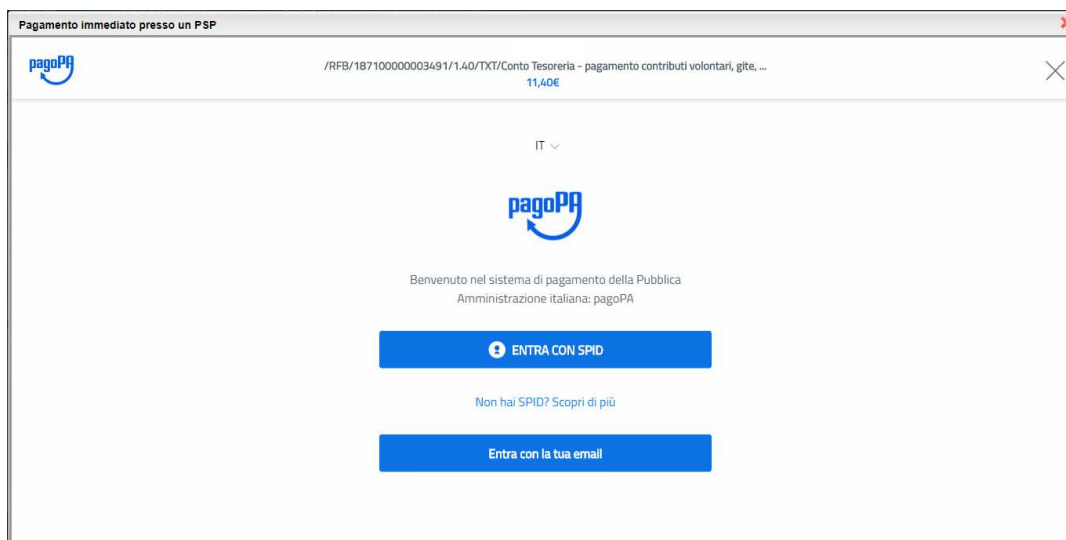 Pagamento immediato presso un PSP
pagoPA
/RFB/187100000003491/1.40/TXT/Conto Tesoreria - pagamento contributi volontari, gite, ...
11,40€
IT
pagoPA
Benvenuto nel sistema di pagamento della Pubblica
Amministrazione italiana: pagoPA
ENTRA CON SPID
Non hai SPID? Scopri di più
Entra con la tua email